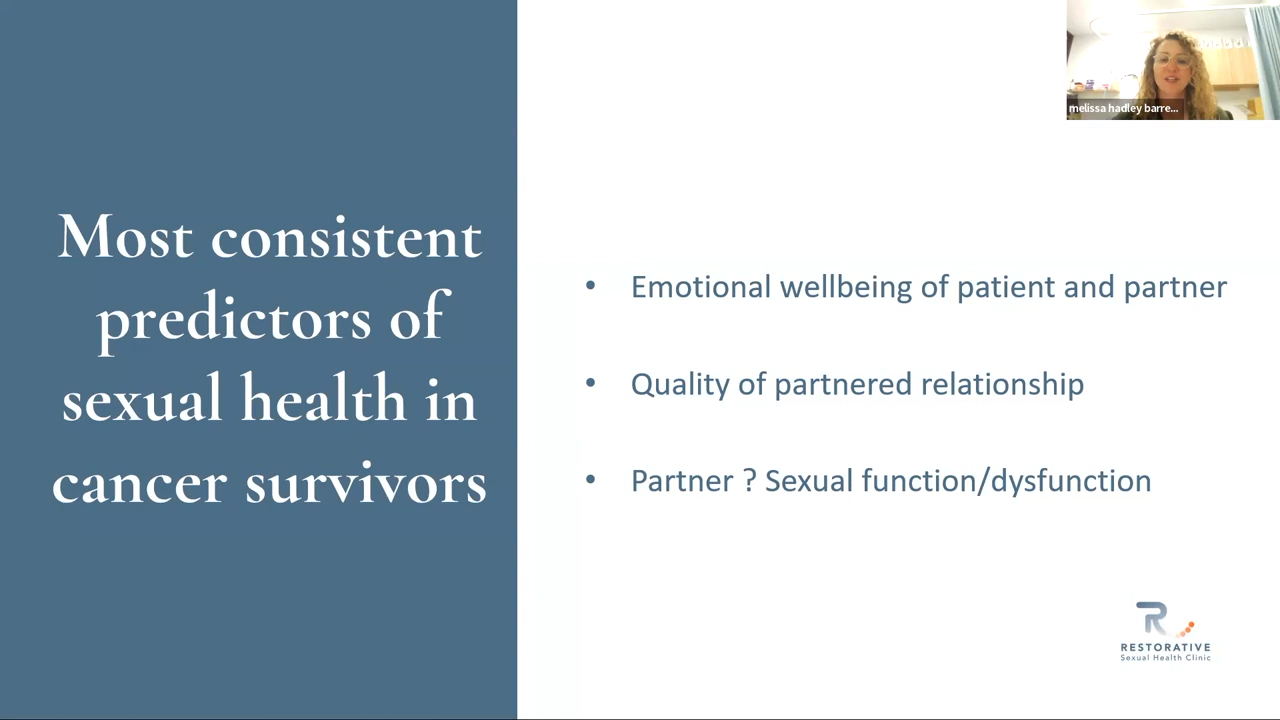 melissa hadley barre...
Most consistent
predictors of
sexual health in
cancer survivors
• Emotional wellbeing of patient and partner
• Quality of partnered relationship
• Partner ? Sexual function/dysfunction
R
RESTORATIVE
Sexual Health Clinic